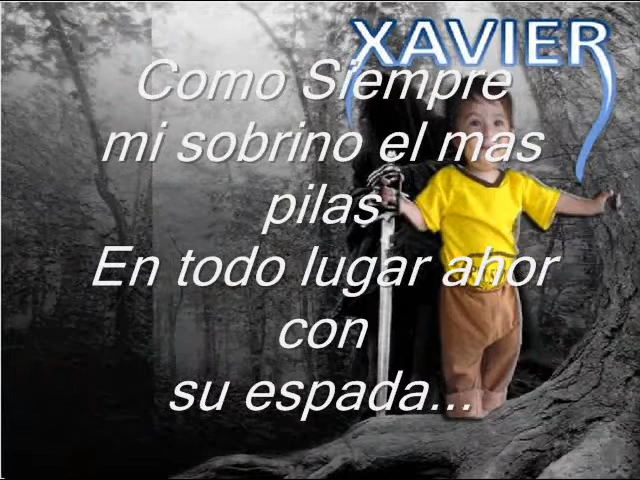 XAVIER
Como Siempre
mi sobrino el mas
pilas
En todo lugar ahor
con
su espada...